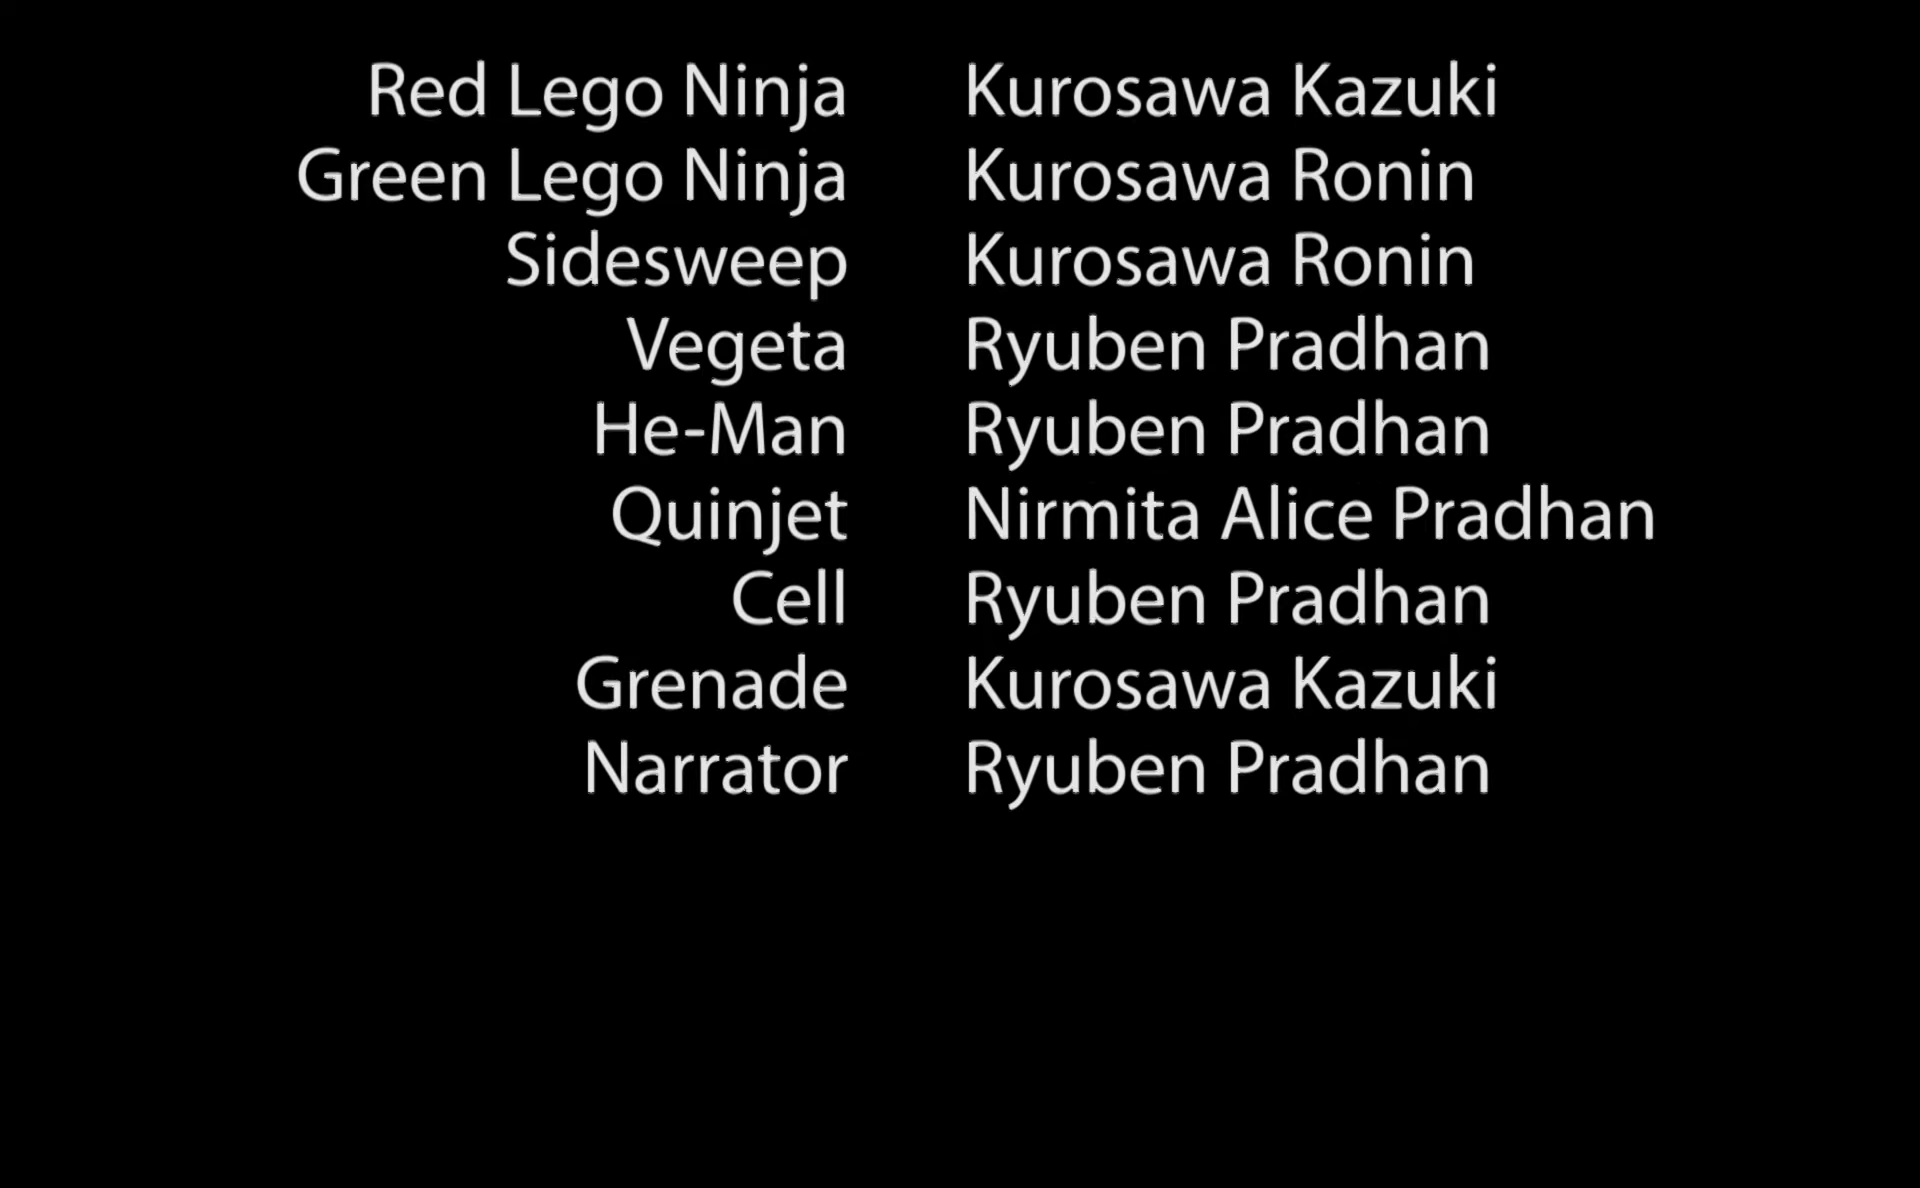 Red Lego Ninja Kurosawa Kazuki
Green Lego Ninja Kurosawa Ronin
Sidesweep Kurosawa Ronin
Vegeta Ryuben Pradhan
He-Man Ryuben Pradhan
Quinjet Nirmita Alice Pradhan
Cell Ryuben Pradhan
Grenade Kurosawa Kazuki
Narrator Ryuben Pradhan